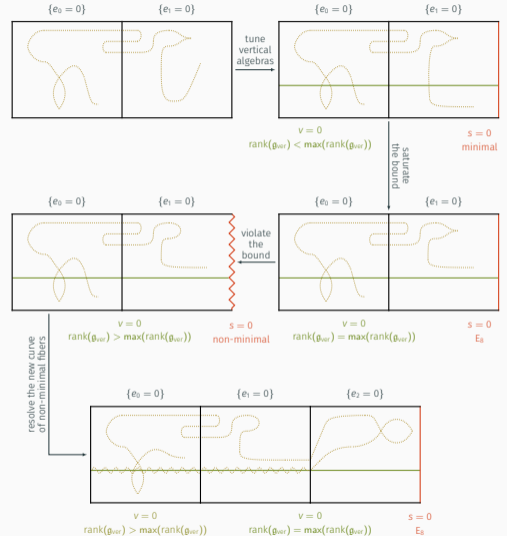 {e₀ = 0} {e₁ = 0} {e₀ = 0} {e₁ = 0}
tune
vertical
algebras
v = 0 s = 0
rank(𝔤ᵥₑᵣ) < max(rank(𝔤ᵥₑᵣ)) minimal
saturate
the bound
{e₀ = 0} {e₁ = 0} {e₀ = 0} {e₁ = 0}
violate
the
bound
v = 0 s = 0 v = 0 s = 0
rank(𝔤ᵥₑᵣ) > max(rank(𝔤ᵥₑᵣ)) non-minimal rank(𝔤ᵥₑᵣ) = max(rank(𝔤ᵥₑᵣ)) E₈
resolve the new curve
of non-minimal fibers
{e₀ = 0} {e₁ = 0} {e₂ = 0}
v = 0 v = 0 s = 0
rank(𝔤ᵥₑᵣ) > max(rank(𝔤ᵥₑᵣ)) rank(𝔤ᵥₑᵣ) = max(rank(𝔤ᵥₑᵣ)) E₈